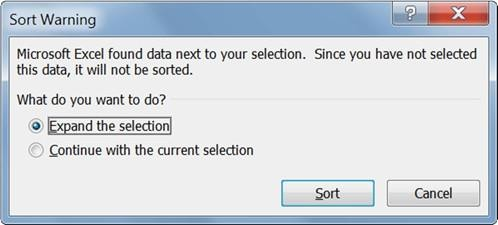 Sort Warning
Microsoft Excel found data next to your selection.  Since you have not selected
this data, it will not be sorted.
What do you want to do?
Expand the selection
Continue with the current selection
Sort
Cancel